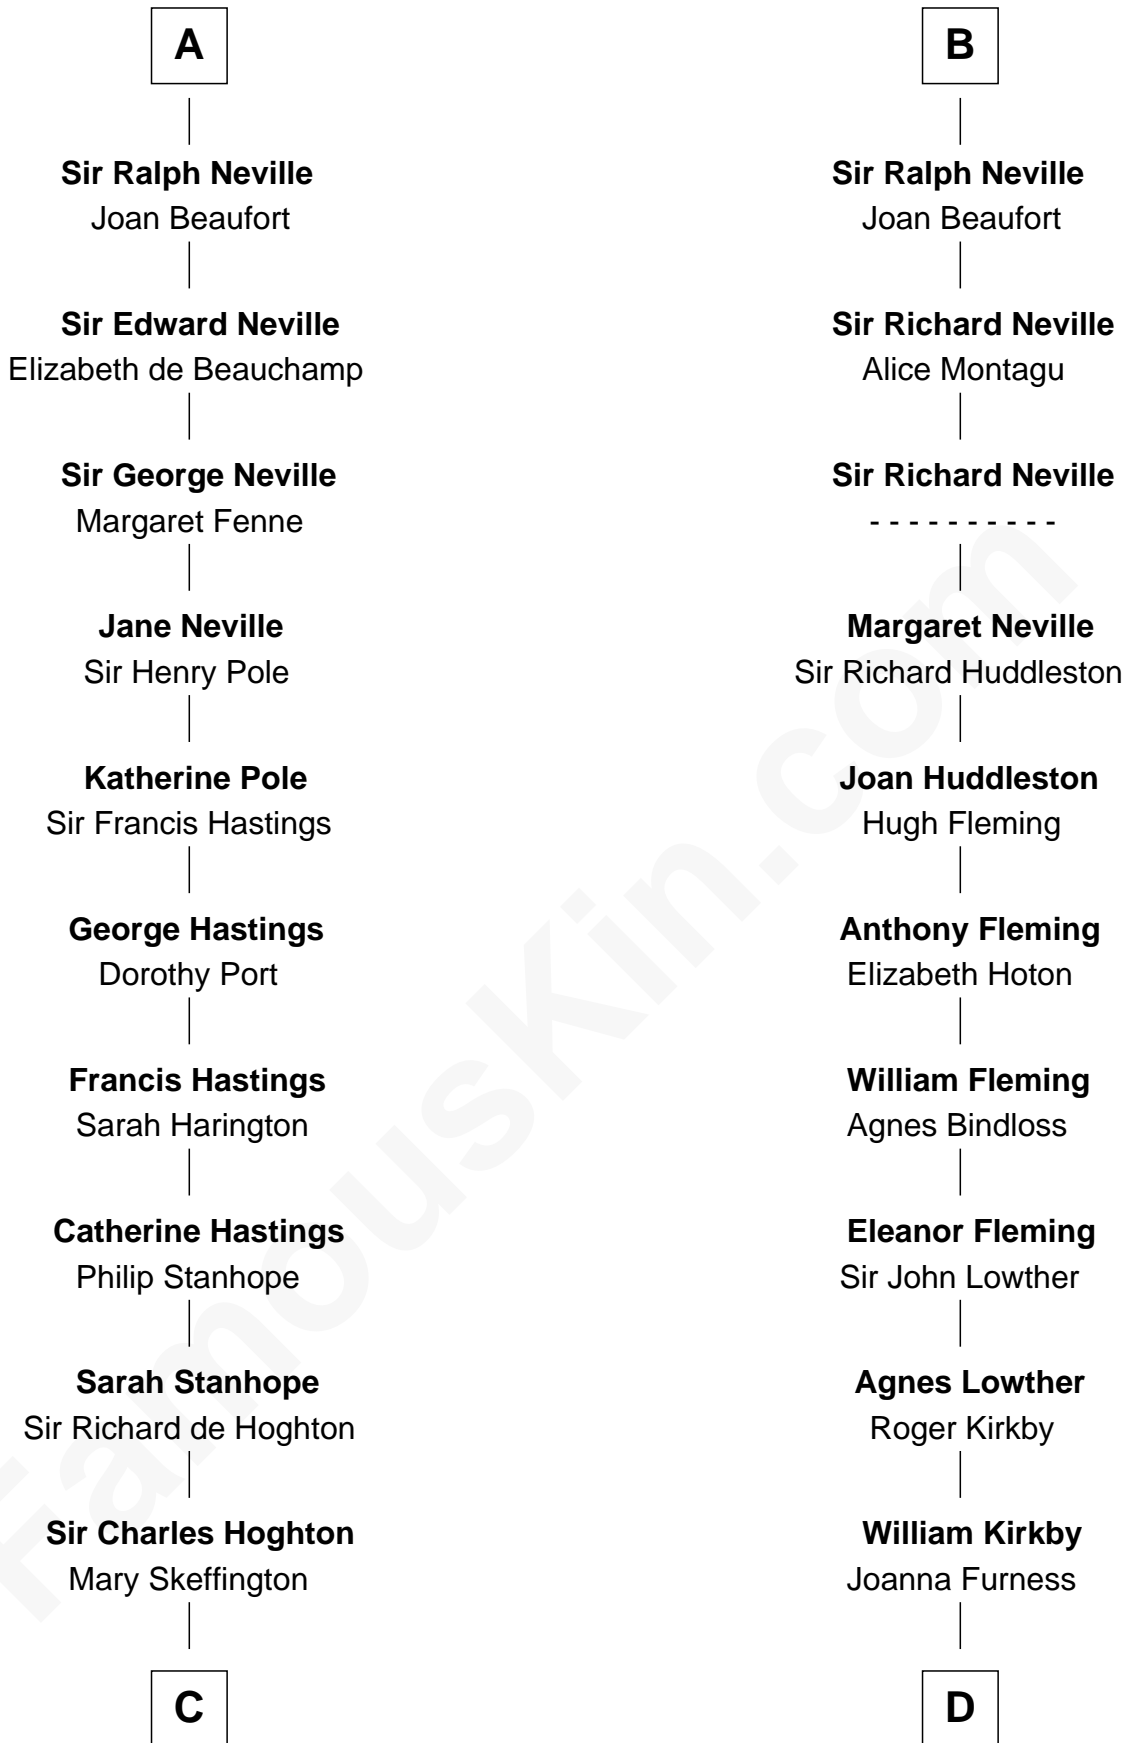 A
Sir Ralph Neville
Joan Beaufort
Sir Edward Neville
Elizabeth de Beauchamp
Sir George Neville
Margaret Fenne
Jane Neville
Sir Henry Pole
Katherine Pole
Sir Francis Hastings
George Hastings
Dorothy Port
Francis Hastings
Sarah Harington
Catherine Hastings
Philip Stanhope
Sarah Stanhope
Sir Richard de Hoghton
Sir Charles Hoghton
Mary Skeffington
C
B
Sir Ralph Neville
Joan Beaufort
Sir Richard Neville
Alice Montagu
Sir Richard Neville
- - - - - - - - - -
Margaret Neville
Sir Richard Huddleston
Joan Huddleston
Hugh Fleming
Anthony Fleming
Elizabeth Hoton
William Fleming
Agnes Bindloss
Eleanor Fleming
Sir John Lowther
Agnes Lowther
Roger Kirkby
William Kirkby
Joanna Furness
D
FamousKin.com